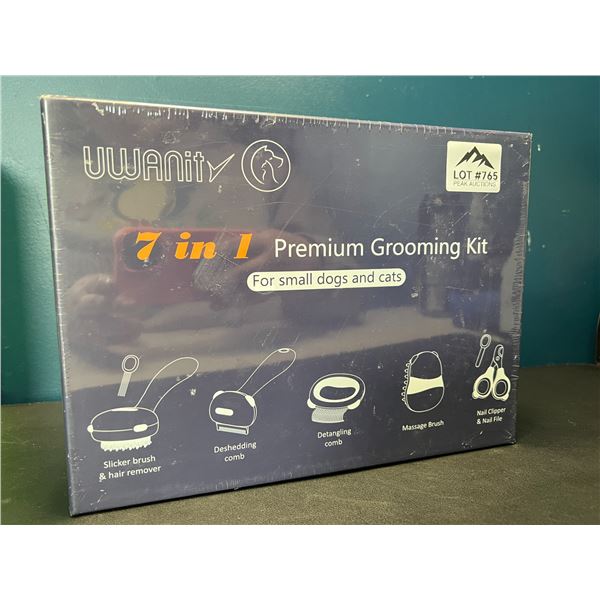 UWANity
LOT #765
PEAK AUCTIONS
7 in 1 Premium Grooming Kit
For small dogs and cats
Slicker brush
& hair remover
Deshedding
comb
Detangling
comb
Massage Brush
Nail Clipper
& Nail File